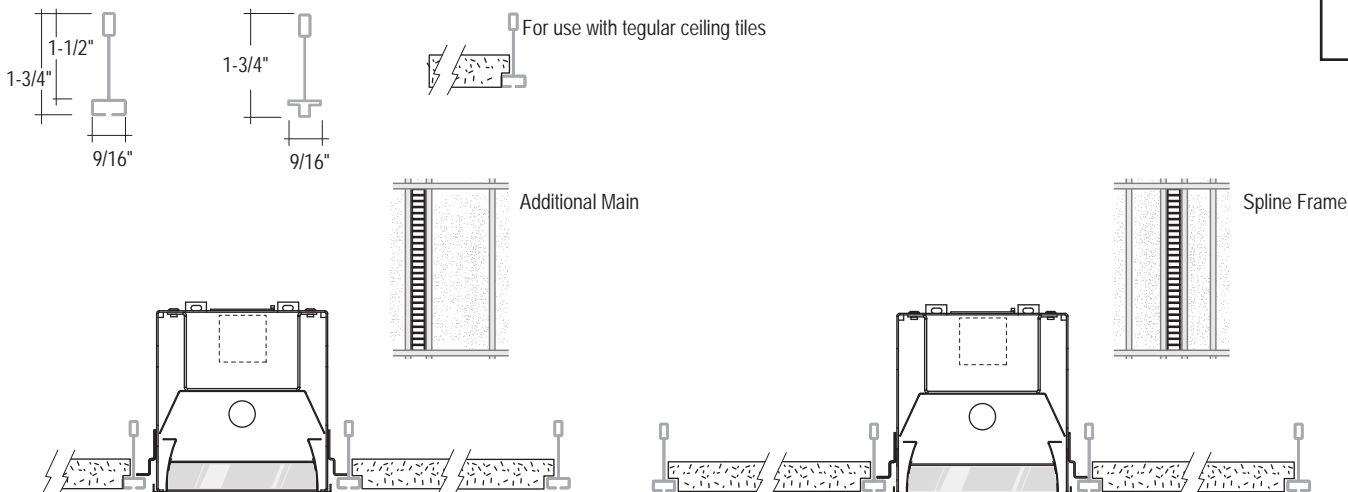 For use with tegular ceiling tiles
1-1/2"
1-3/4"
1-3/4"
9/16"
9/16"
Additional Main
Spline Frame